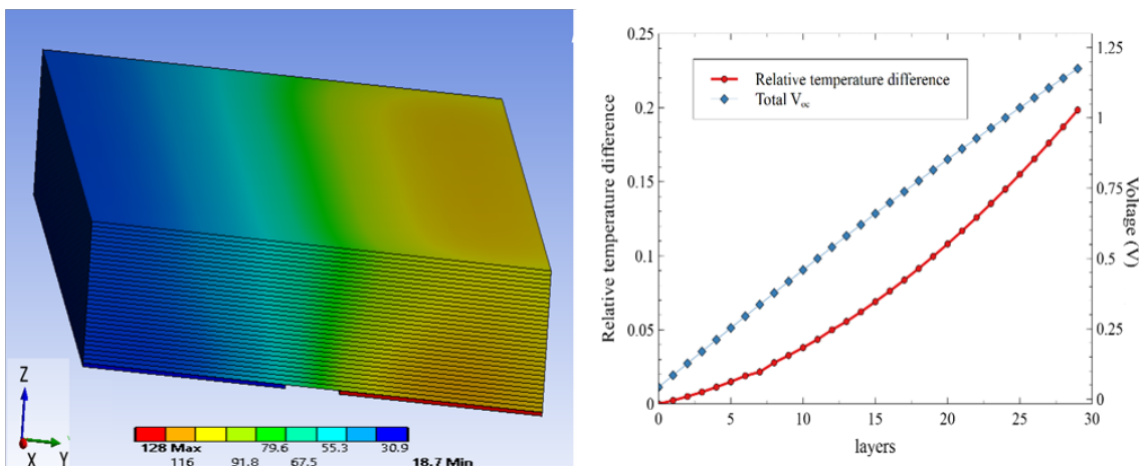 Z
X
Y
128 Max
79.6
55.3
30.9
116
91.8
67.5
18.7 Min
0.25
0.2
0.15
0.1
0.05
0
Relative temperature difference
Relative temperature difference
Total Voc
1.25
1
0.75
0.5
0.25
0
Voltage (V)
0
5
10
15
20
25
30
layers